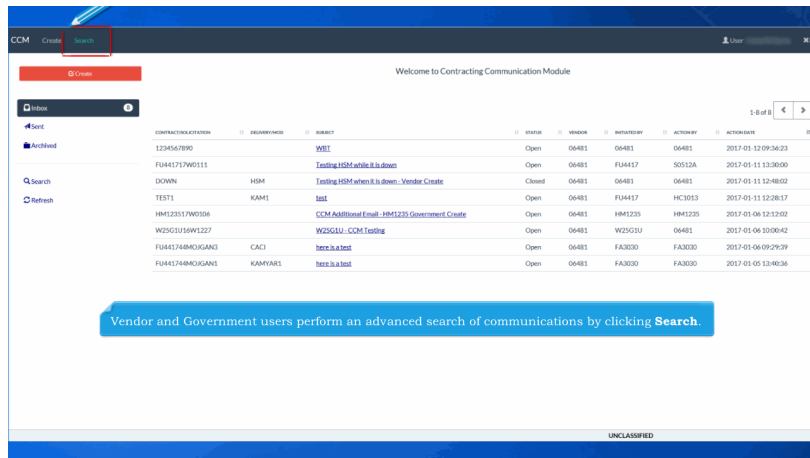 CCM Create Search User
Create
Welcome to Contracting Communication Module
Inbox 8
1-8 of 8
Sent
Archived
Search
Refresh
CONTRACT/SOLICITATION DELIVERY/MOD SUBJECT STATUS VENDOR INITIATED BY ACTION BY ACTION DATE
1234567890 WBT Open 06481 06481 06481 2017-01-12 09:36:23
FU441717W0111 Testing HSM while it is down Open 06481 FU4417 S0512A 2017-01-11 13:30:00
DOWN HSM Testing HSM when it is down - Vendor Create Closed 06481 06481 06481 2017-01-11 12:48:02
TEST1 KAM1 test Open 06481 FU4417 HC1013 2017-01-11 12:28:17
HM123517W0106 CCM Additional Email - HM1235 Government Create Open 06481 HM1235 HM1235 2017-01-06 12:12:02
W25G1U16W1227 W25G1U - CCM Testing Open 06481 W25G1U 06481 2017-01-06 10:00:42
FU441744MOJGAN3 CACI here is a test Open 06481 FA3030 FA3030 2017-01-06 09:29:39
FU441744MOJGAN1 KAMYAR1 here is a test Open 06481 FA3030 FA3030 2017-01-05 13:40:36
Vendor and Government users perform an advanced search of communications by clicking Search.
UNCLASSIFIED